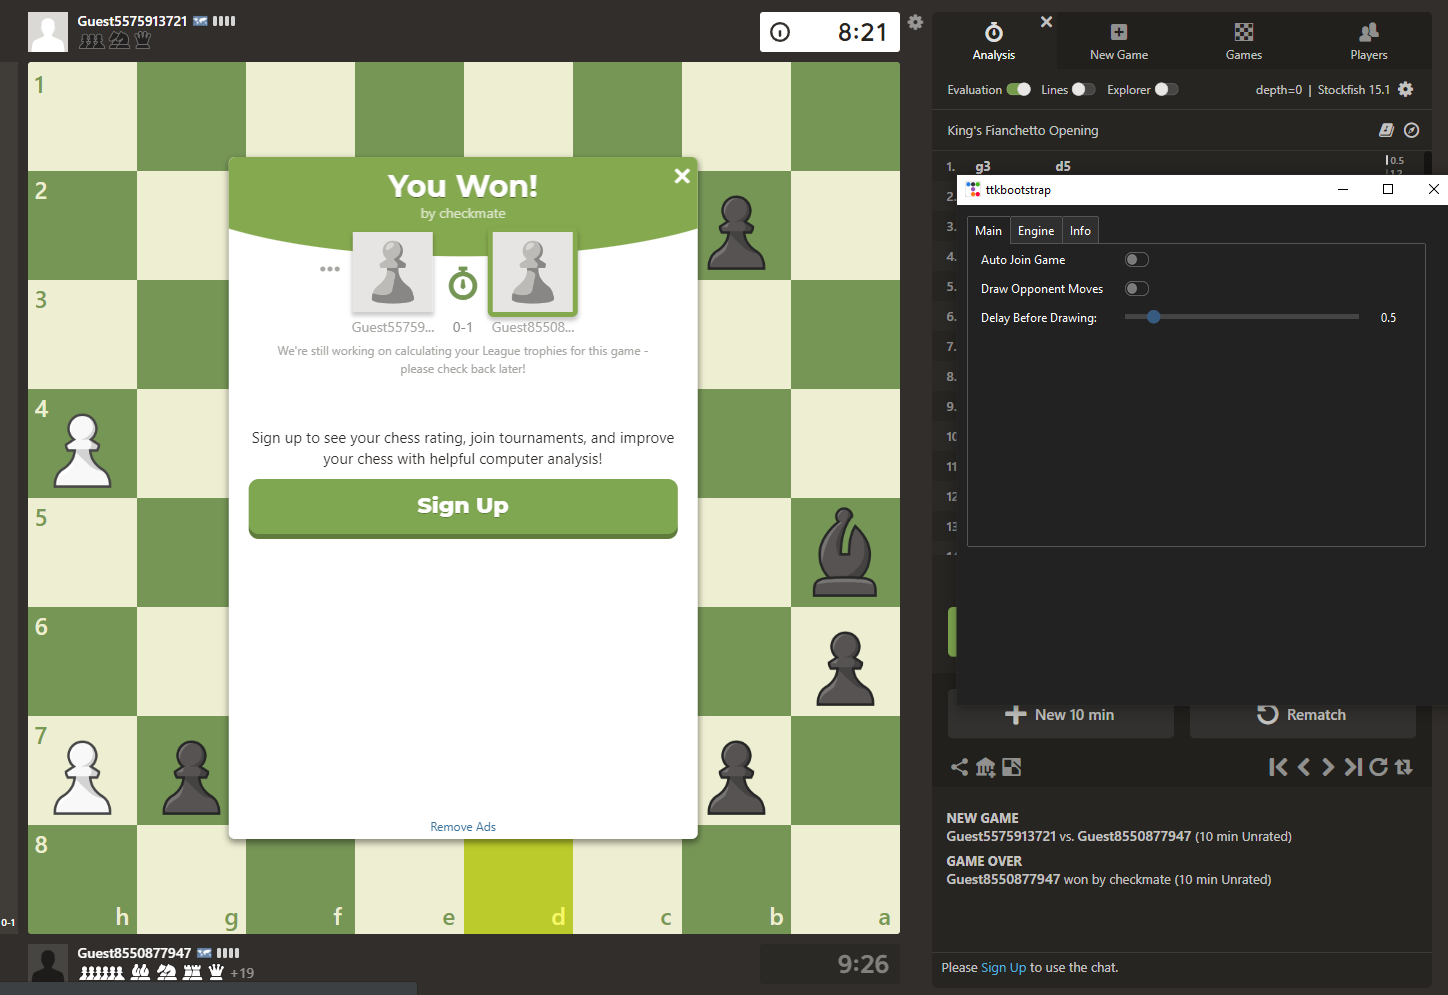 Guest5575913721
8:21
Analysis
New Game
Games
Players
Evaluation Lines Explorer depth=0 | Stockfish 15.1
King's Fianchetto Opening
1. g3 d5 0.5
2.
3.
4.
5.
6.
7.
8.
9.
10
11
12
13
ttkbootstrap
Main Engine Info
Auto Join Game
Draw Opponent Moves
Delay Before Drawing: 0.5
1
2
3
4
5
6
7
8
h g f e d c b a
0-1
You Won!
by checkmate
Guest55759... 0-1 Guest85508...
We're still working on calculating your League trophies for this game -
please check back later!
Sign up to see your chess rating, join tournaments, and improve
your chess with helpful computer analysis!
Sign Up
Remove Ads
New 10 min
Rematch
NEW GAME
Guest5575913721 vs. Guest8550877947 (10 min Unrated)
GAME OVER
Guest8550877947 won by checkmate (10 min Unrated)
Please Sign Up to use the chat.
Guest8550877947
+19
9:26